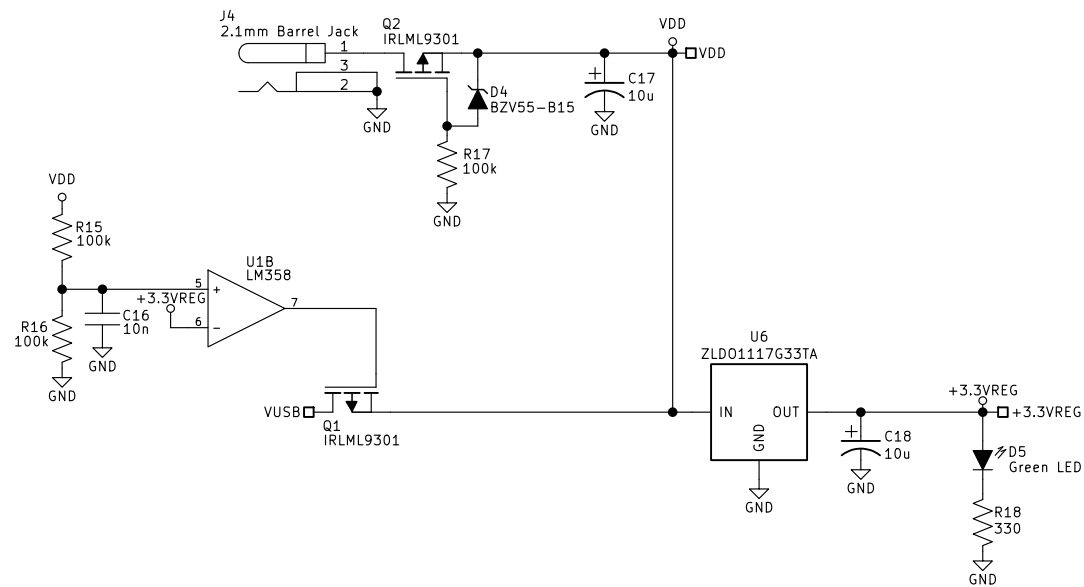 J4
2.1mm Barrel Jack
1
3
2
GND
Q2
IRLML9301
D4
BZV55-B15
R17
100k
GND
C17
10u
GND
VDD
VDD
VDD
R15
100k
R16
100k
GND
C16
10n
GND
+3.3VREG
5
6
+
-
U1B
LM358
7
VUSB
Q1
IRLML9301
U6
ZLDO1117G33TA
IN
OUT
GND
GND
C18
10u
GND
+3.3VREG
+3.3VREG
D5
Green LED
R18
330
GND